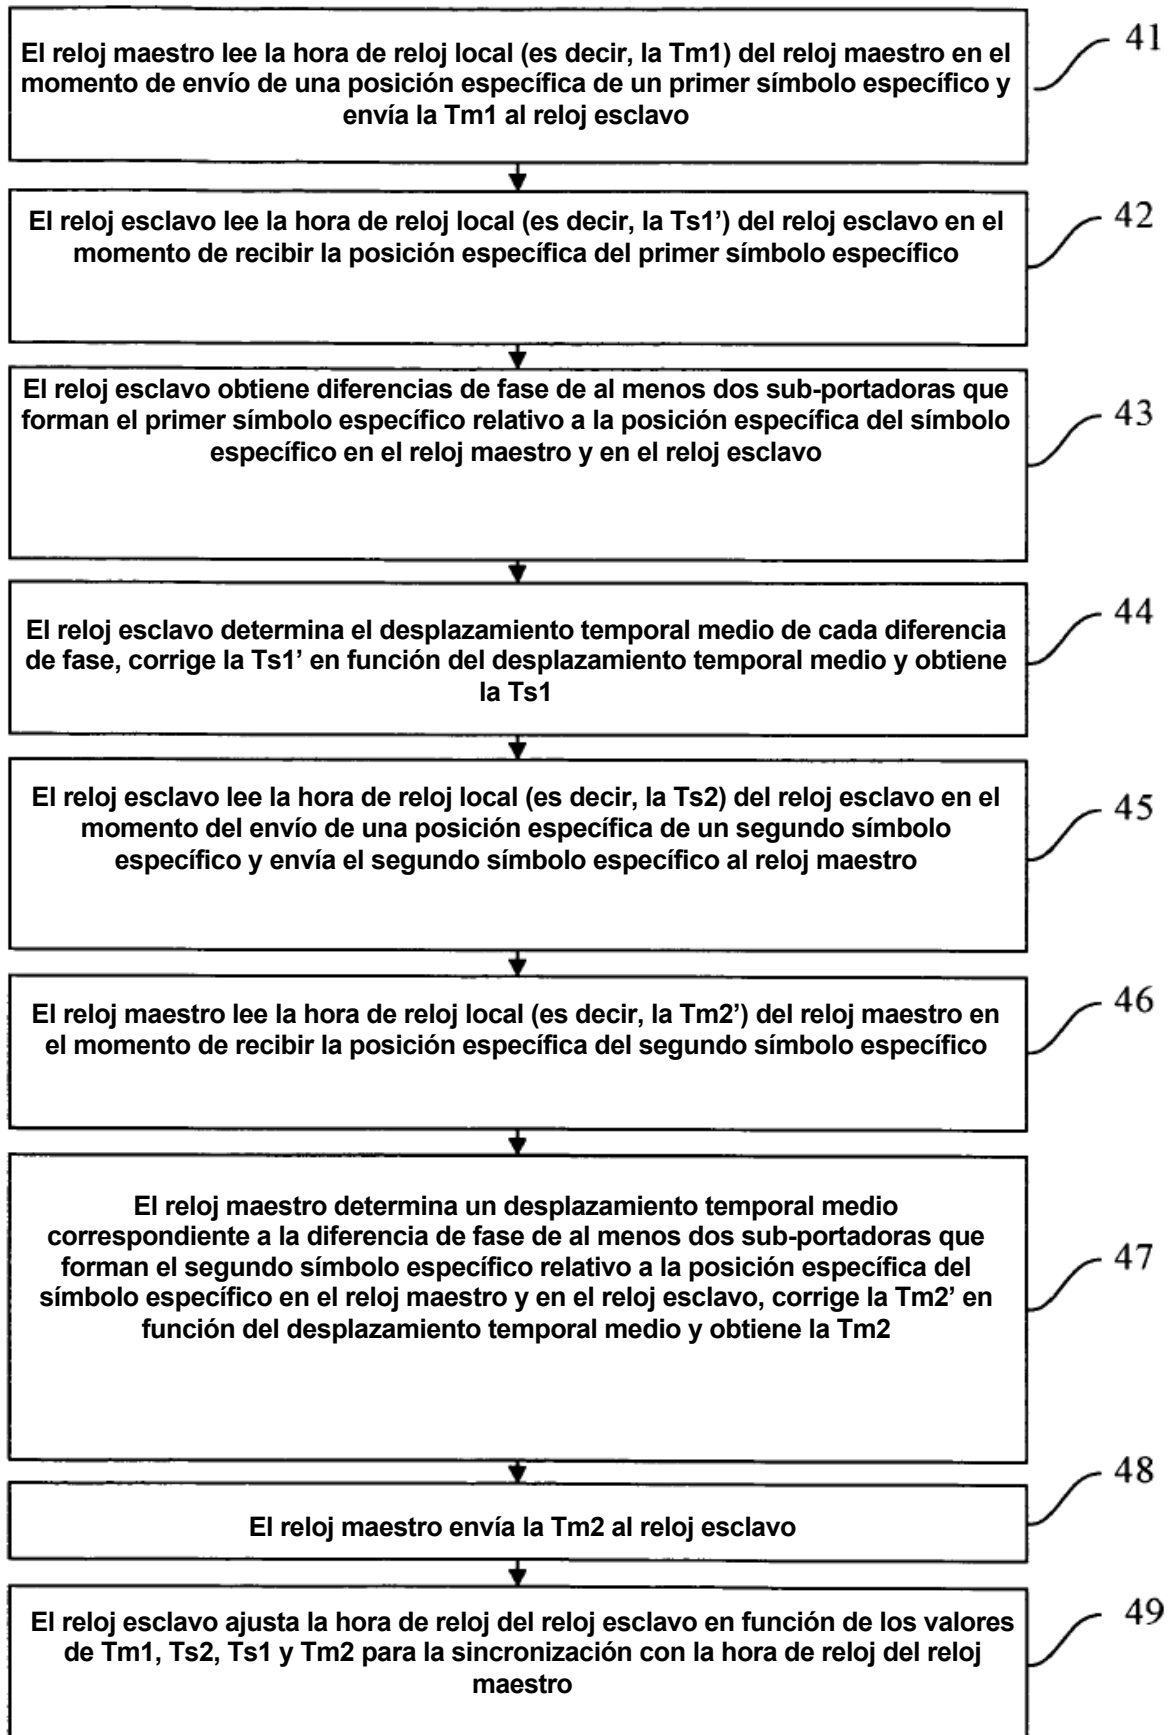 El reloj maestro lee la hora de reloj local (es decir, la Tm1) del reloj maestro en el
momento de envío de una posición específica de un primer símbolo específico y
envía la Tm1 al reloj esclavo
41
El reloj esclavo lee la hora de reloj local (es decir, la Ts1’) del reloj esclavo en el
momento de recibir la posición específica del primer símbolo específico
42
El reloj esclavo obtiene diferencias de fase de al menos dos sub-portadoras que
forman el primer símbolo específico relativo a la posición específica del símbolo
específico en el reloj maestro y en el reloj esclavo
43
El reloj esclavo determina el desplazamiento temporal medio de cada diferencia
de fase, corrige la Ts1’ en función del desplazamiento temporal medio y obtiene
la Ts1
44
El reloj esclavo lee la hora de reloj local (es decir, la Ts2) del reloj esclavo en el
momento del envío de una posición específica de un segundo símbolo
específico y envía el segundo símbolo específico al reloj maestro
45
El reloj maestro lee la hora de reloj local (es decir, la Tm2’) del reloj maestro en
el momento de recibir la posición específica del segundo símbolo específico
46
El reloj maestro determina un desplazamiento temporal medio
correspondiente a la diferencia de fase de al menos dos sub-portadoras que
forman el segundo símbolo específico relativo a la posición específica del
símbolo específico en el reloj maestro y en el reloj esclavo, corrige la Tm2’ en
función del desplazamiento temporal medio y obtiene la Tm2
47
El reloj maestro envía la Tm2 al reloj esclavo
48
El reloj esclavo ajusta la hora de reloj del reloj esclavo en función de los valores
de Tm1, Ts2, Ts1 y Tm2 para la sincronización con la hora de reloj del reloj
maestro
49